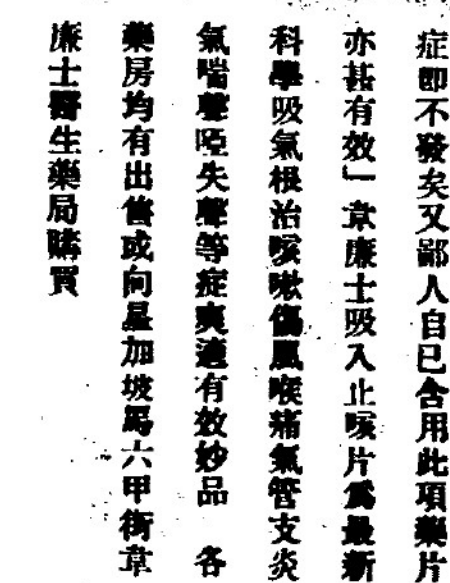 症卽不發矣又鄙人自已含用此項藥片
亦甚有效」韋廉士吸入止咳片爲最新
科學吸氣根治咳嗽傷風喉痛氣管支炎
氣喘聲啞失聲等症爽適有效妙品　各
藥房均有出售或向星加坡馬六甲街韋
廉士醫生藥局購買